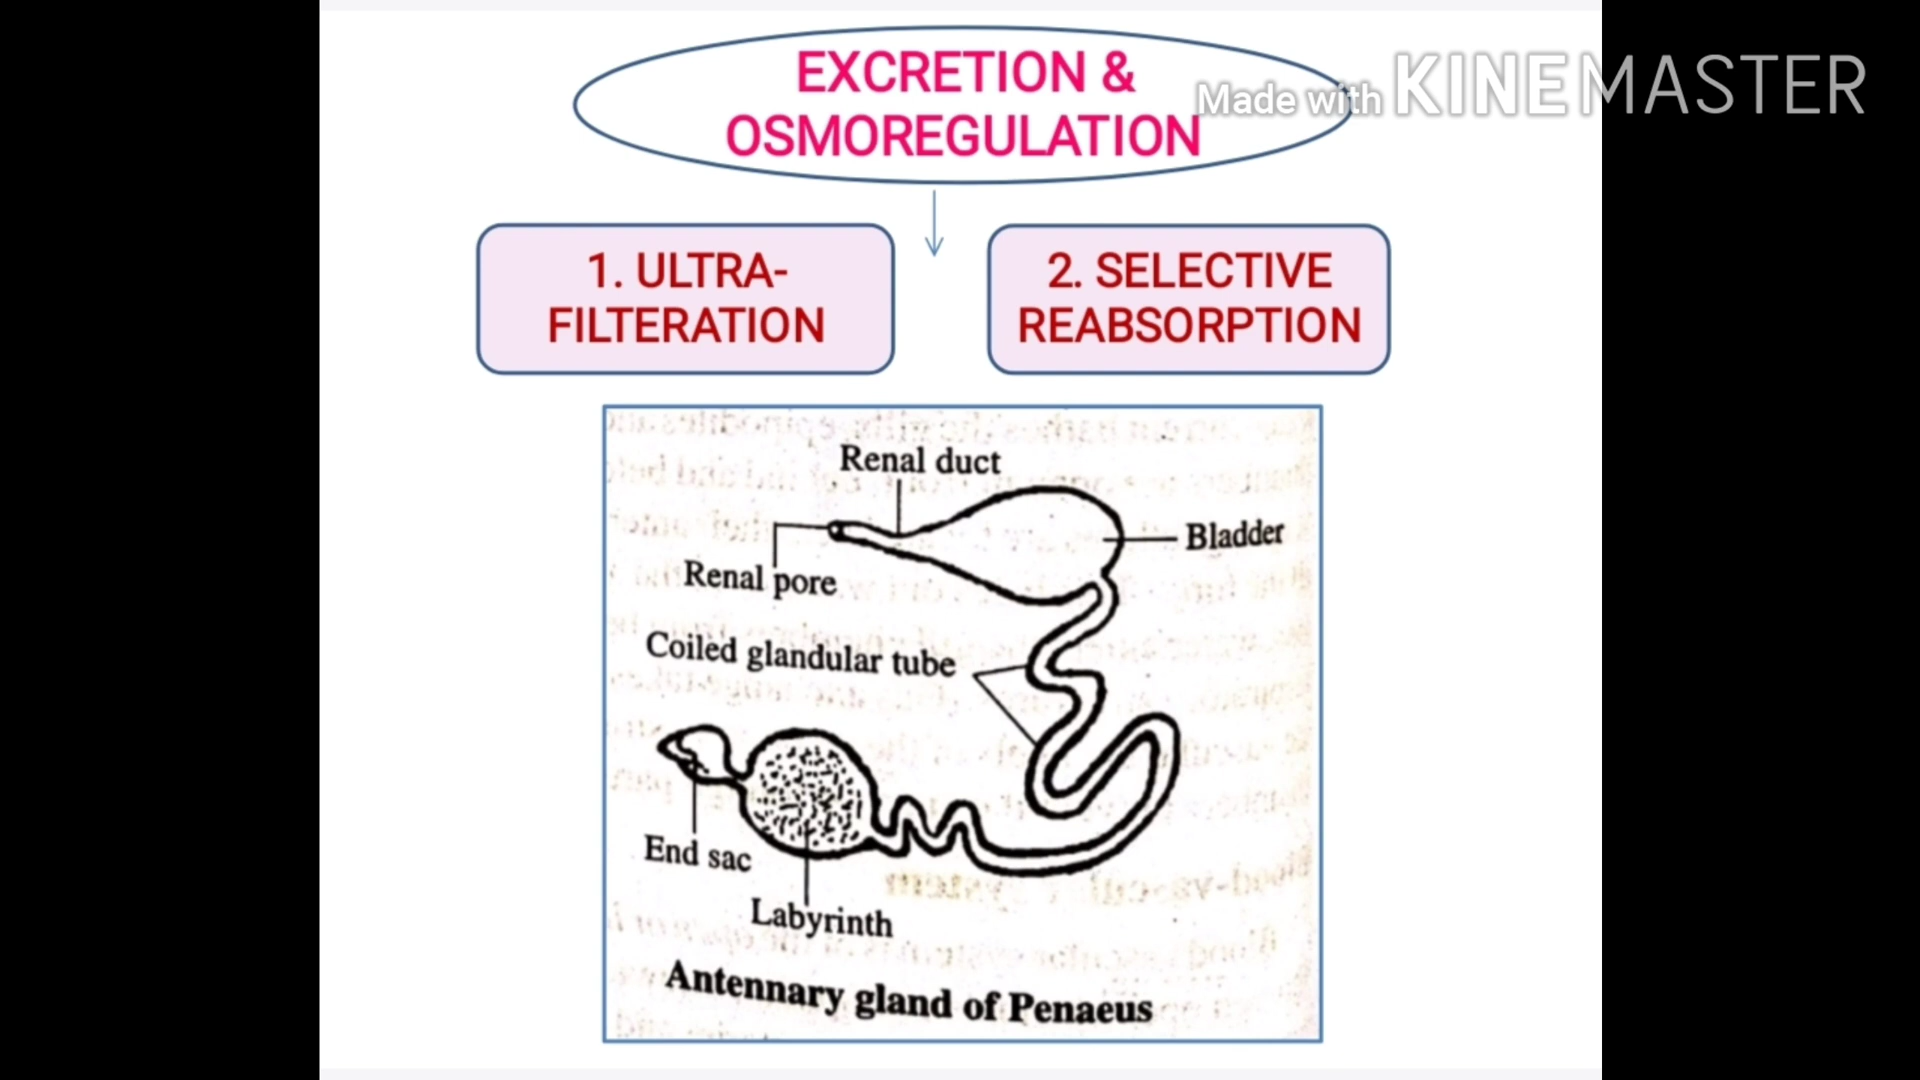 EXCRETION &
OSMOREGULATION
Made with KINEMASTER
1. ULTRA-
FILTERATION
2. SELECTIVE
REABSORPTION
Renal duct
Bladder
Renal pore
Coiled glandular tube
End sac
Labyrinth
Antennary gland of Penaeus